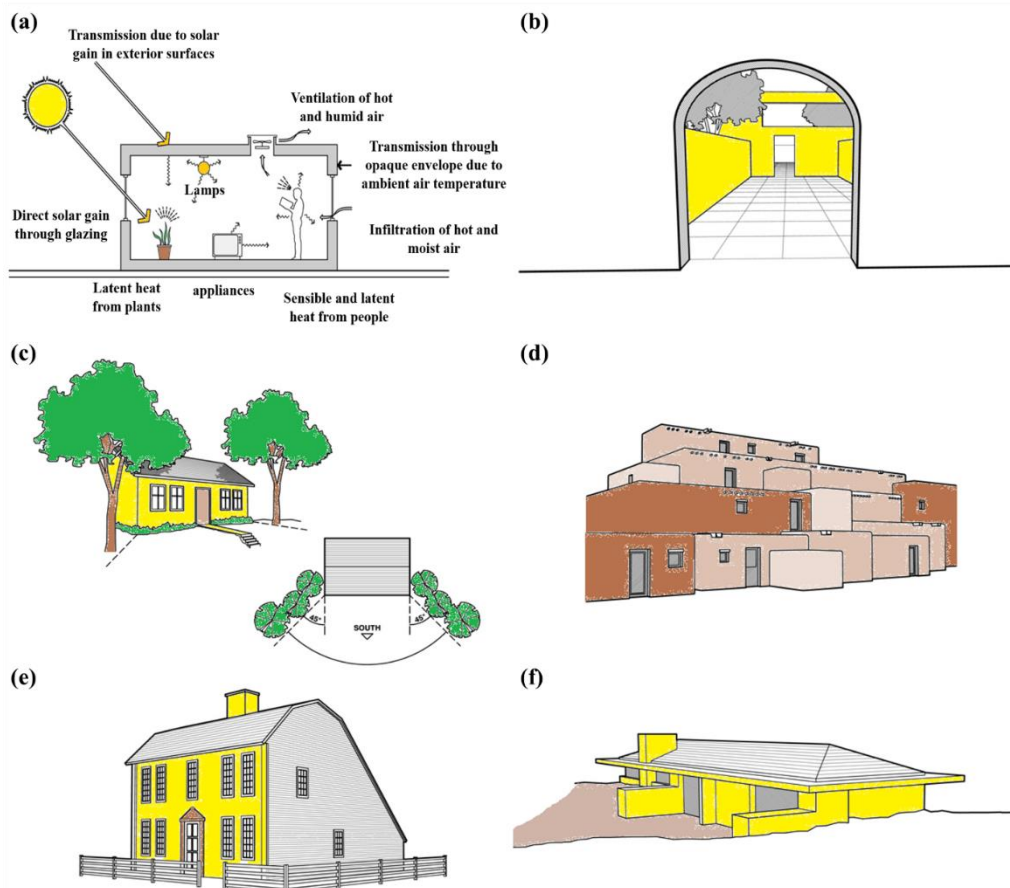 (a)
Transmission due to solar
gain in exterior surfaces
Ventilation of hot
and humid air
Transmission through
opaque envelope due to
ambient air temperature
Lamps
Direct solar gain
through glazing
Infiltration of hot and
moist air
Latent heat
from plants
appliances
Sensible and latent
heat from people
(b)
(c)
45°
SOUTH
45°
(d)
(e)
(f)